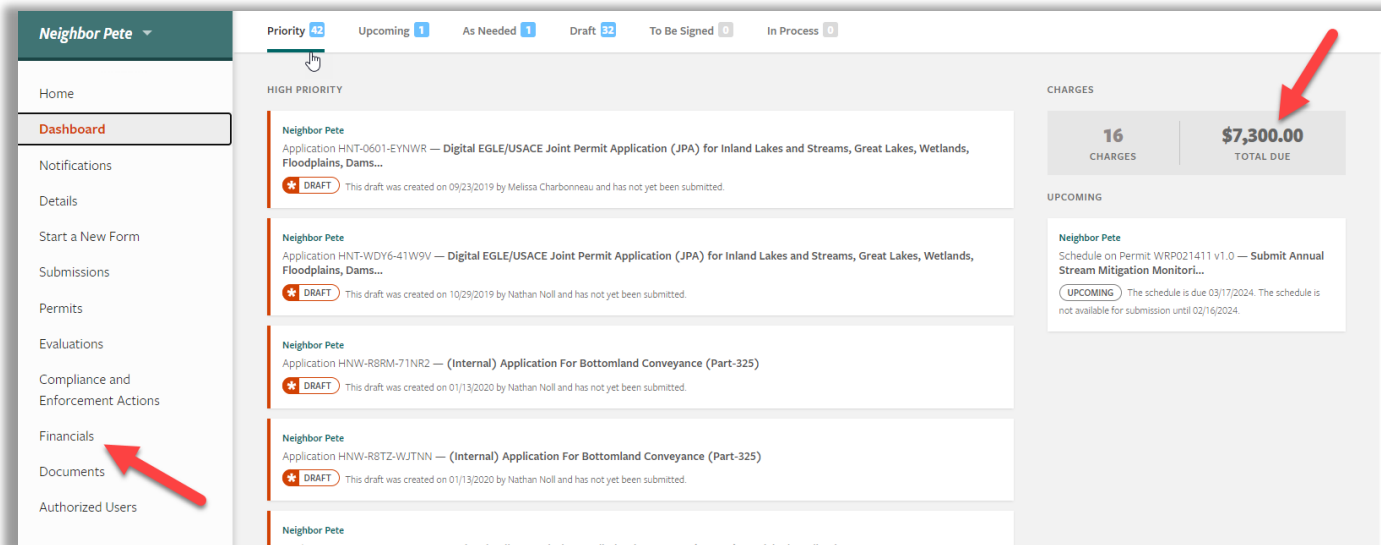 Neighbor Pete
Priority 42 Upcoming 1 As Needed 1 Draft 32 To Be Signed 0 In Process 0
Home
Dashboard
Notifications
Details
Start a New Form
Submissions
Permits
Evaluations
Compliance and
Enforcement Actions
Financials
Documents
Authorized Users
HIGH PRIORITY
Neighbor Pete
Application HNT-0601-EYNWR — Digital EGLE/USACE Joint Permit Application (JPA) for Inland Lakes and Streams, Great Lakes, Wetlands,
Floodplains, Dams...
DRAFT This draft was created on 09/23/2019 by Melissa Charbonneau and has not yet been submitted.
Neighbor Pete
Application HNT-WDY6-41W9V — Digital EGLE/USACE Joint Permit Application (JPA) for Inland Lakes and Streams, Great Lakes, Wetlands,
Floodplains, Dams...
DRAFT This draft was created on 10/29/2019 by Nathan Noll and has not yet been submitted.
Neighbor Pete
Application HNW-R8RM-71NR2 — (Internal) Application For Bottomland Conveyance (Part-325)
DRAFT This draft was created on 01/13/2020 by Nathan Noll and has not yet been submitted.
Neighbor Pete
Application HNW-R8TZ-WJTNN — (Internal) Application For Bottomland Conveyance (Part-325)
DRAFT This draft was created on 01/13/2020 by Nathan Noll and has not yet been submitted.
Neighbor Pete
CHARGES
16 $7,300.00
CHARGES TOTAL DUE
UPCOMING
Neighbor Pete
Schedule on Permit WRP021411 v1.0 — Submit Annual
Stream Mitigation Monitori...
UPCOMING The schedule is due 03/17/2024. The schedule is
not available for submission until 02/16/2024.